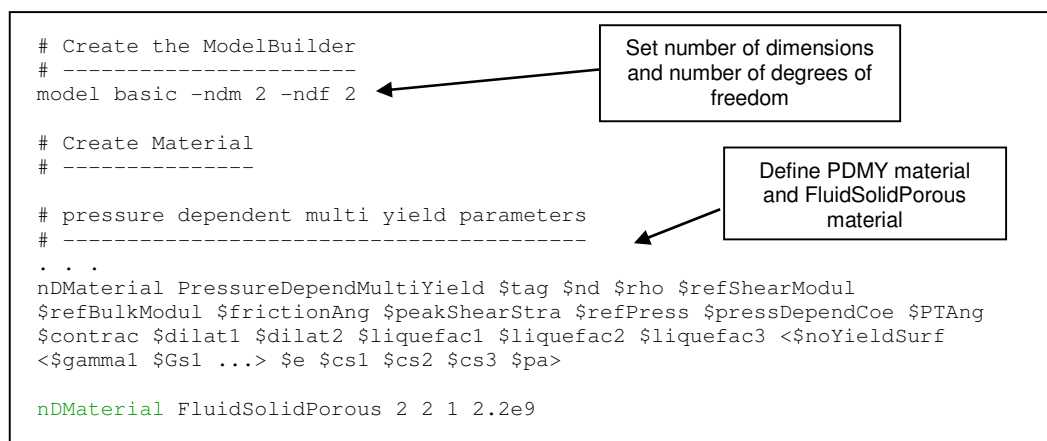 # Create the ModelBuilder
# -----------------------
model basic -ndm 2 -ndf 2
Set number of dimensions
and number of degrees of
freedom
# Create Material
# ---------------
Define PDMY material
and FluidSolidPorous
material
# pressure dependent multi yield parameters
# -----------------------------------------
. . .
nDMaterial PressureDependMultiYield $tag $nd $rho $refShearModul
$refBulkModul $frictionAng $peakShearStra $refPress $pressDependCoe $PTAng
$contrac $dilat1 $dilat2 $liquefac1 $liquefac2 $liquefac3 <$noYieldSurf
<$gamma1 $Gs1 ...> $e $cs1 $cs2 $cs3 $pa>
nDMaterial FluidSolidPorous 2 2 1 2.2e9